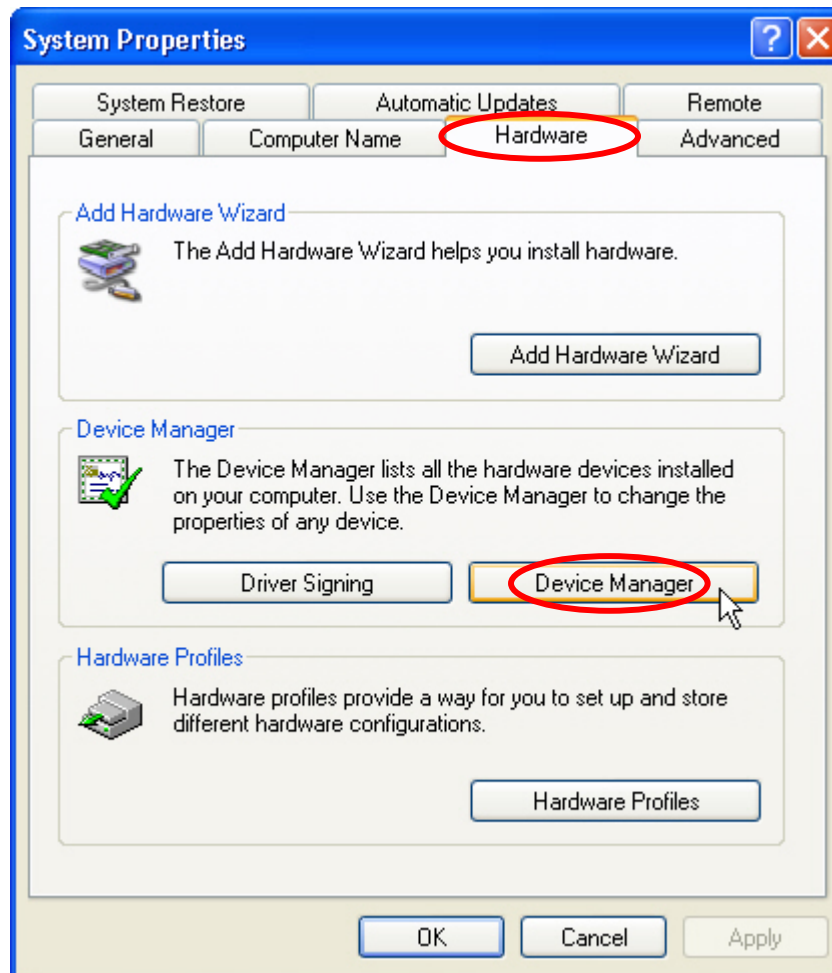 System Properties
System Restore Automatic Updates Remote
General Computer Name Hardware Advanced
Add Hardware Wizard
The Add Hardware Wizard helps you install hardware.
Add Hardware Wizard
Device Manager
The Device Manager lists all the hardware devices installed
on your computer. Use the Device Manager to change the
properties of any device.
Driver Signing Device Manager
Hardware Profiles
Hardware profiles provide a way for you to set up and store
different hardware configurations.
Hardware Profiles
OK Cancel Apply